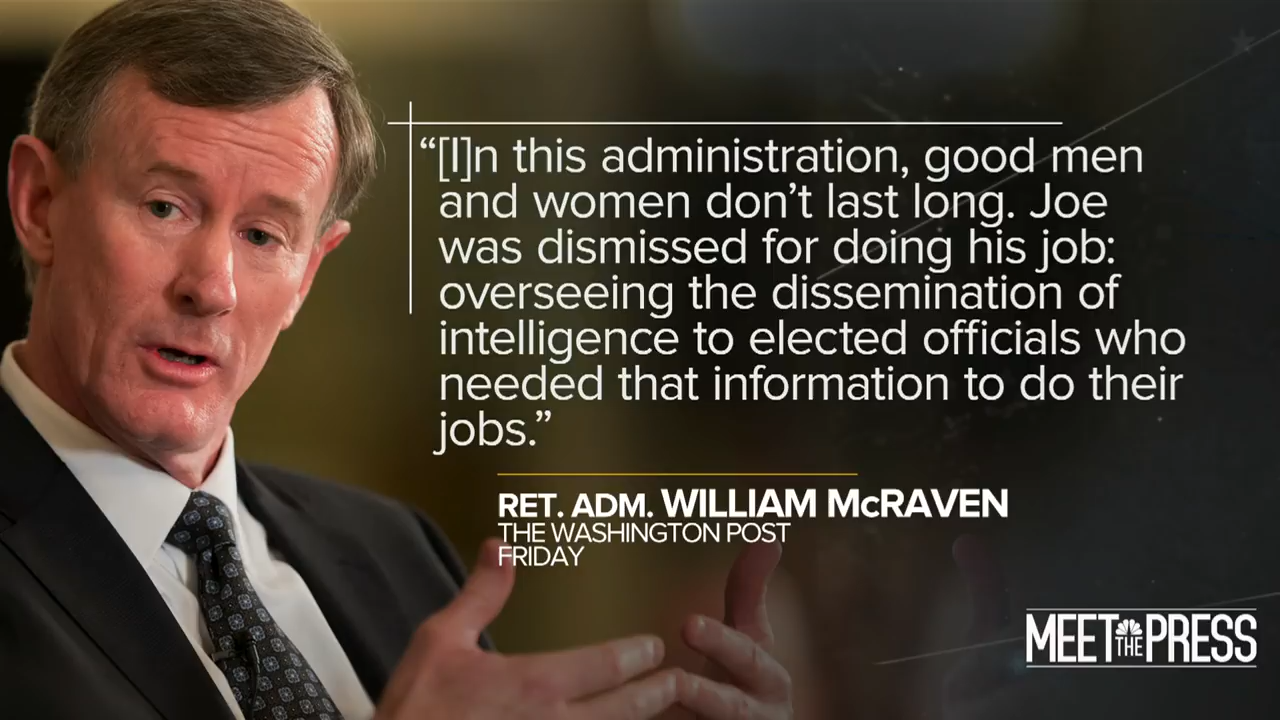 “[I]n this administration, good men
and women don’t last long. Joe
was dismissed for doing his job:
overseeing the dissemination of
intelligence to elected officials who
needed that information to do their
jobs.”
RET. ADM. WILLIAM McRAVEN
THE WASHINGTON POST
FRIDAY
MEET THE PRESS